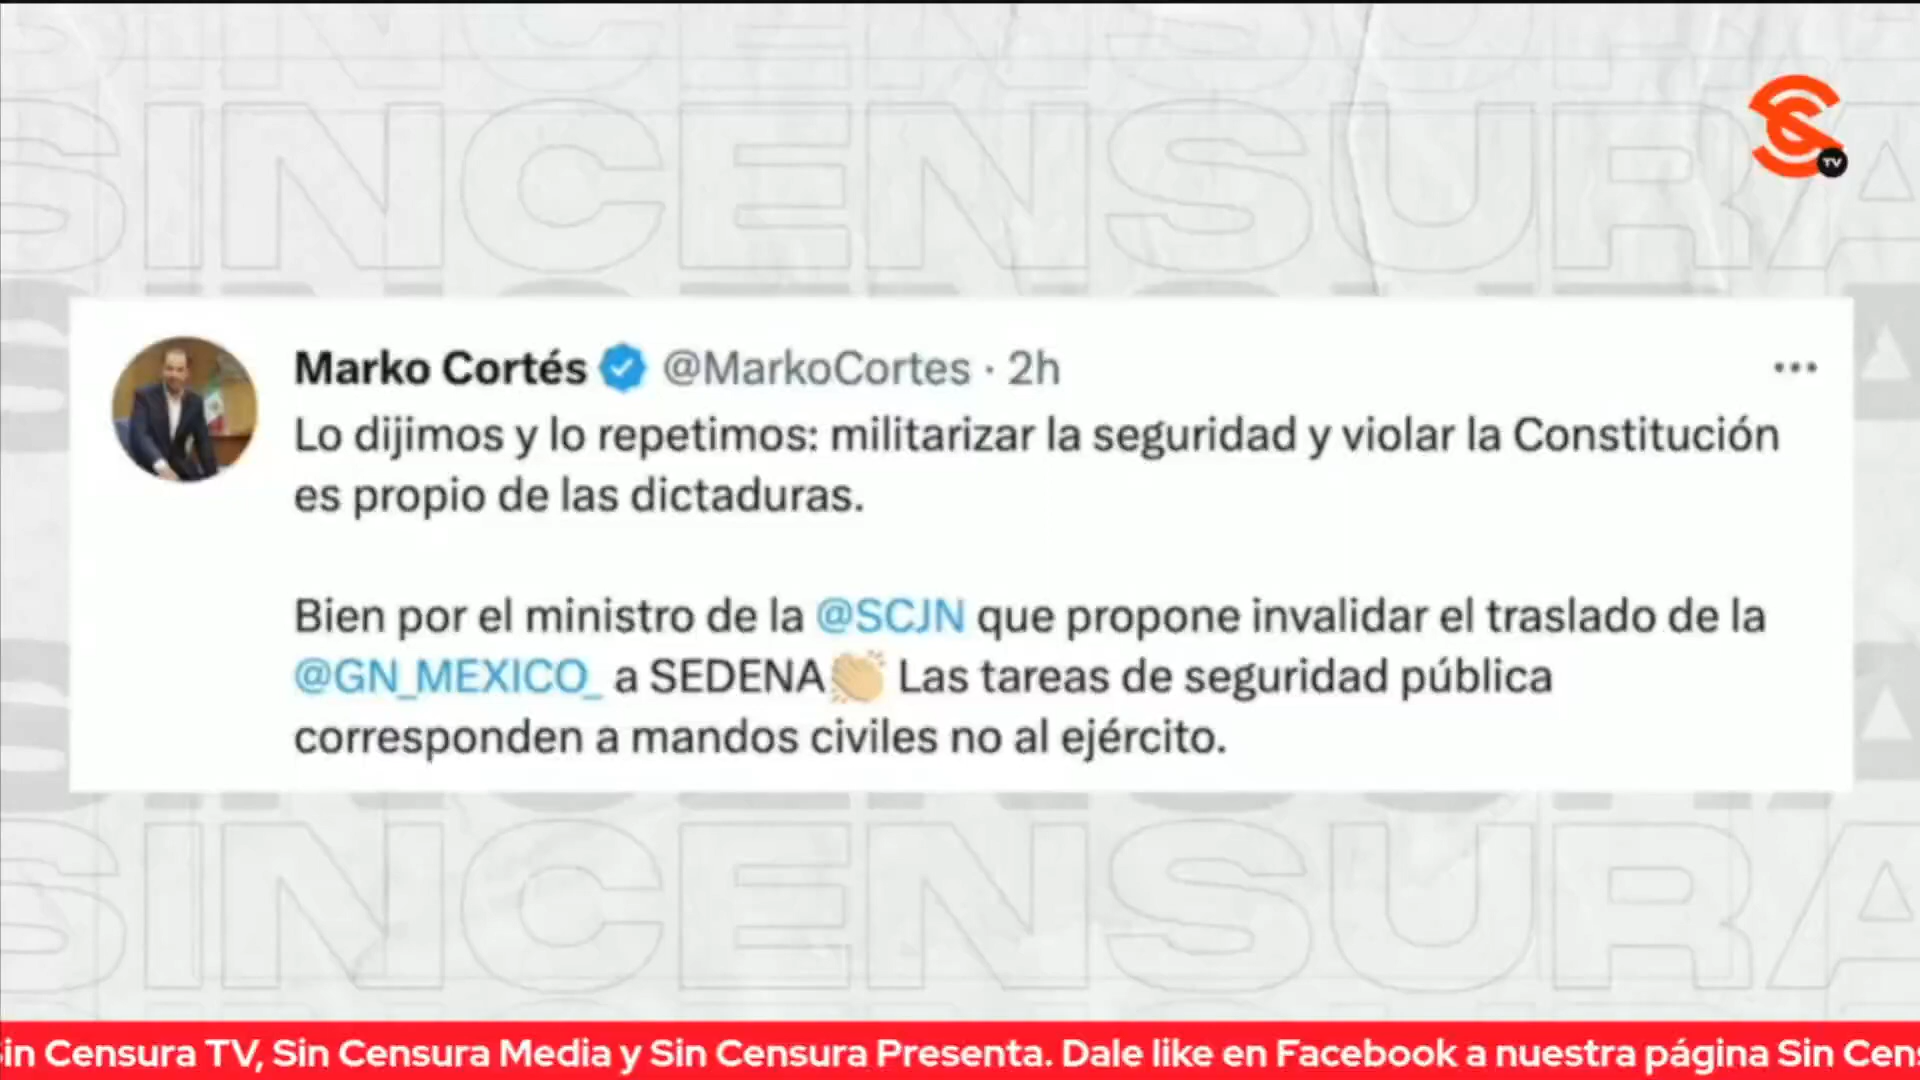 SINCENSURA
TV
Marko Cortés @MarkoCortes · 2h
Lo dijimos y lo repetimos: militarizar la seguridad y violar la Constitución
es propio de las dictaduras.
Bien por el ministro de la @SCJN que propone invalidar el traslado de la
@GN_MEXICO_ a SEDENA👏 Las tareas de seguridad pública
corresponden a mandos civiles no al ejército.
SINCENSURA
in Censura TV, Sin Censura Media y Sin Censura Presenta. Dale like en Facebook a nuestra página Sin Cens